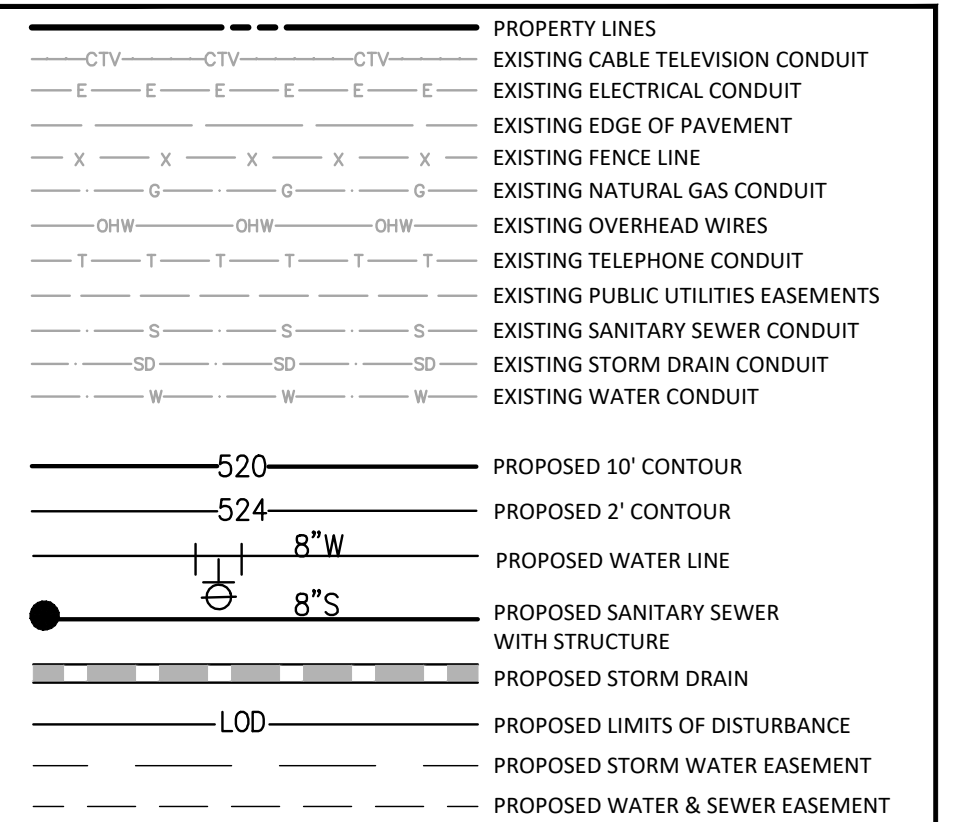 PROPERTY LINES
CTV CTV CTV EXISTING CABLE TELEVISION CONDUIT
E E E E E E EXISTING ELECTRICAL CONDUIT
EXISTING EDGE OF PAVEMENT
X X X X X EXISTING FENCE LINE
G G G EXISTING NATURAL GAS CONDUIT
OHW OHW OHW EXISTING OVERHEAD WIRES
T T T T T T EXISTING TELEPHONE CONDUIT
EXISTING PUBLIC UTILITIES EASEMENTS
S S S EXISTING SANITARY SEWER CONDUIT
SD SD SD EXISTING STORM DRAIN CONDUIT
W W W EXISTING WATER CONDUIT
520 PROPOSED 10' CONTOUR
524 PROPOSED 2' CONTOUR
8"W PROPOSED WATER LINE
8"S PROPOSED SANITARY SEWER
WITH STRUCTURE
PROPOSED STORM DRAIN
LOD PROPOSED LIMITS OF DISTURBANCE
PROPOSED STORM WATER EASEMENT
PROPOSED WATER & SEWER EASEMENT